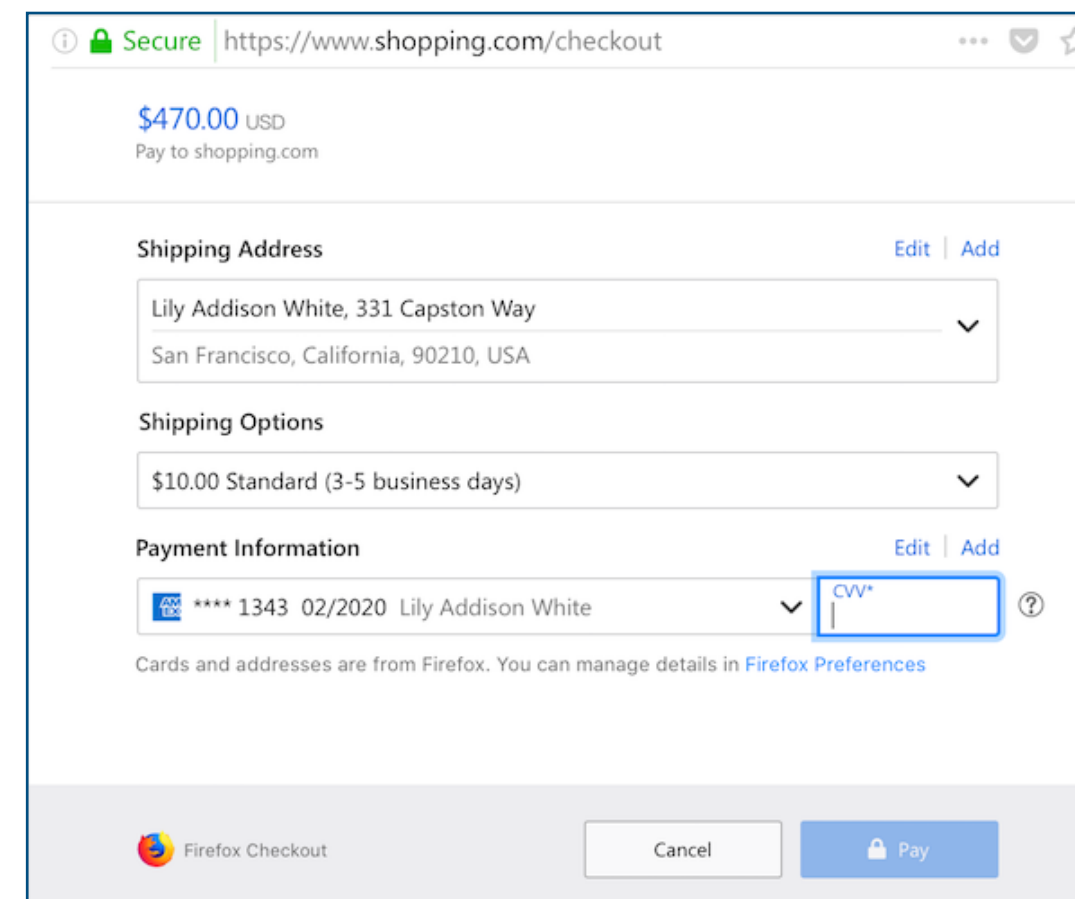 Secure https://www.shopping.com/checkout
$470.00 USD
Pay to shopping.com
Shipping Address Edit Add
Lily Addison White, 331 Capston Way
San Francisco, California, 90210, USA
Shipping Options
$10.00 Standard (3-5 business days)
Payment Information Edit Add
AMEX **** 1343 02/2020 Lily Addison White CVV*
Cards and addresses are from Firefox. You can manage details in Firefox Preferences
Firefox Checkout Cancel Pay